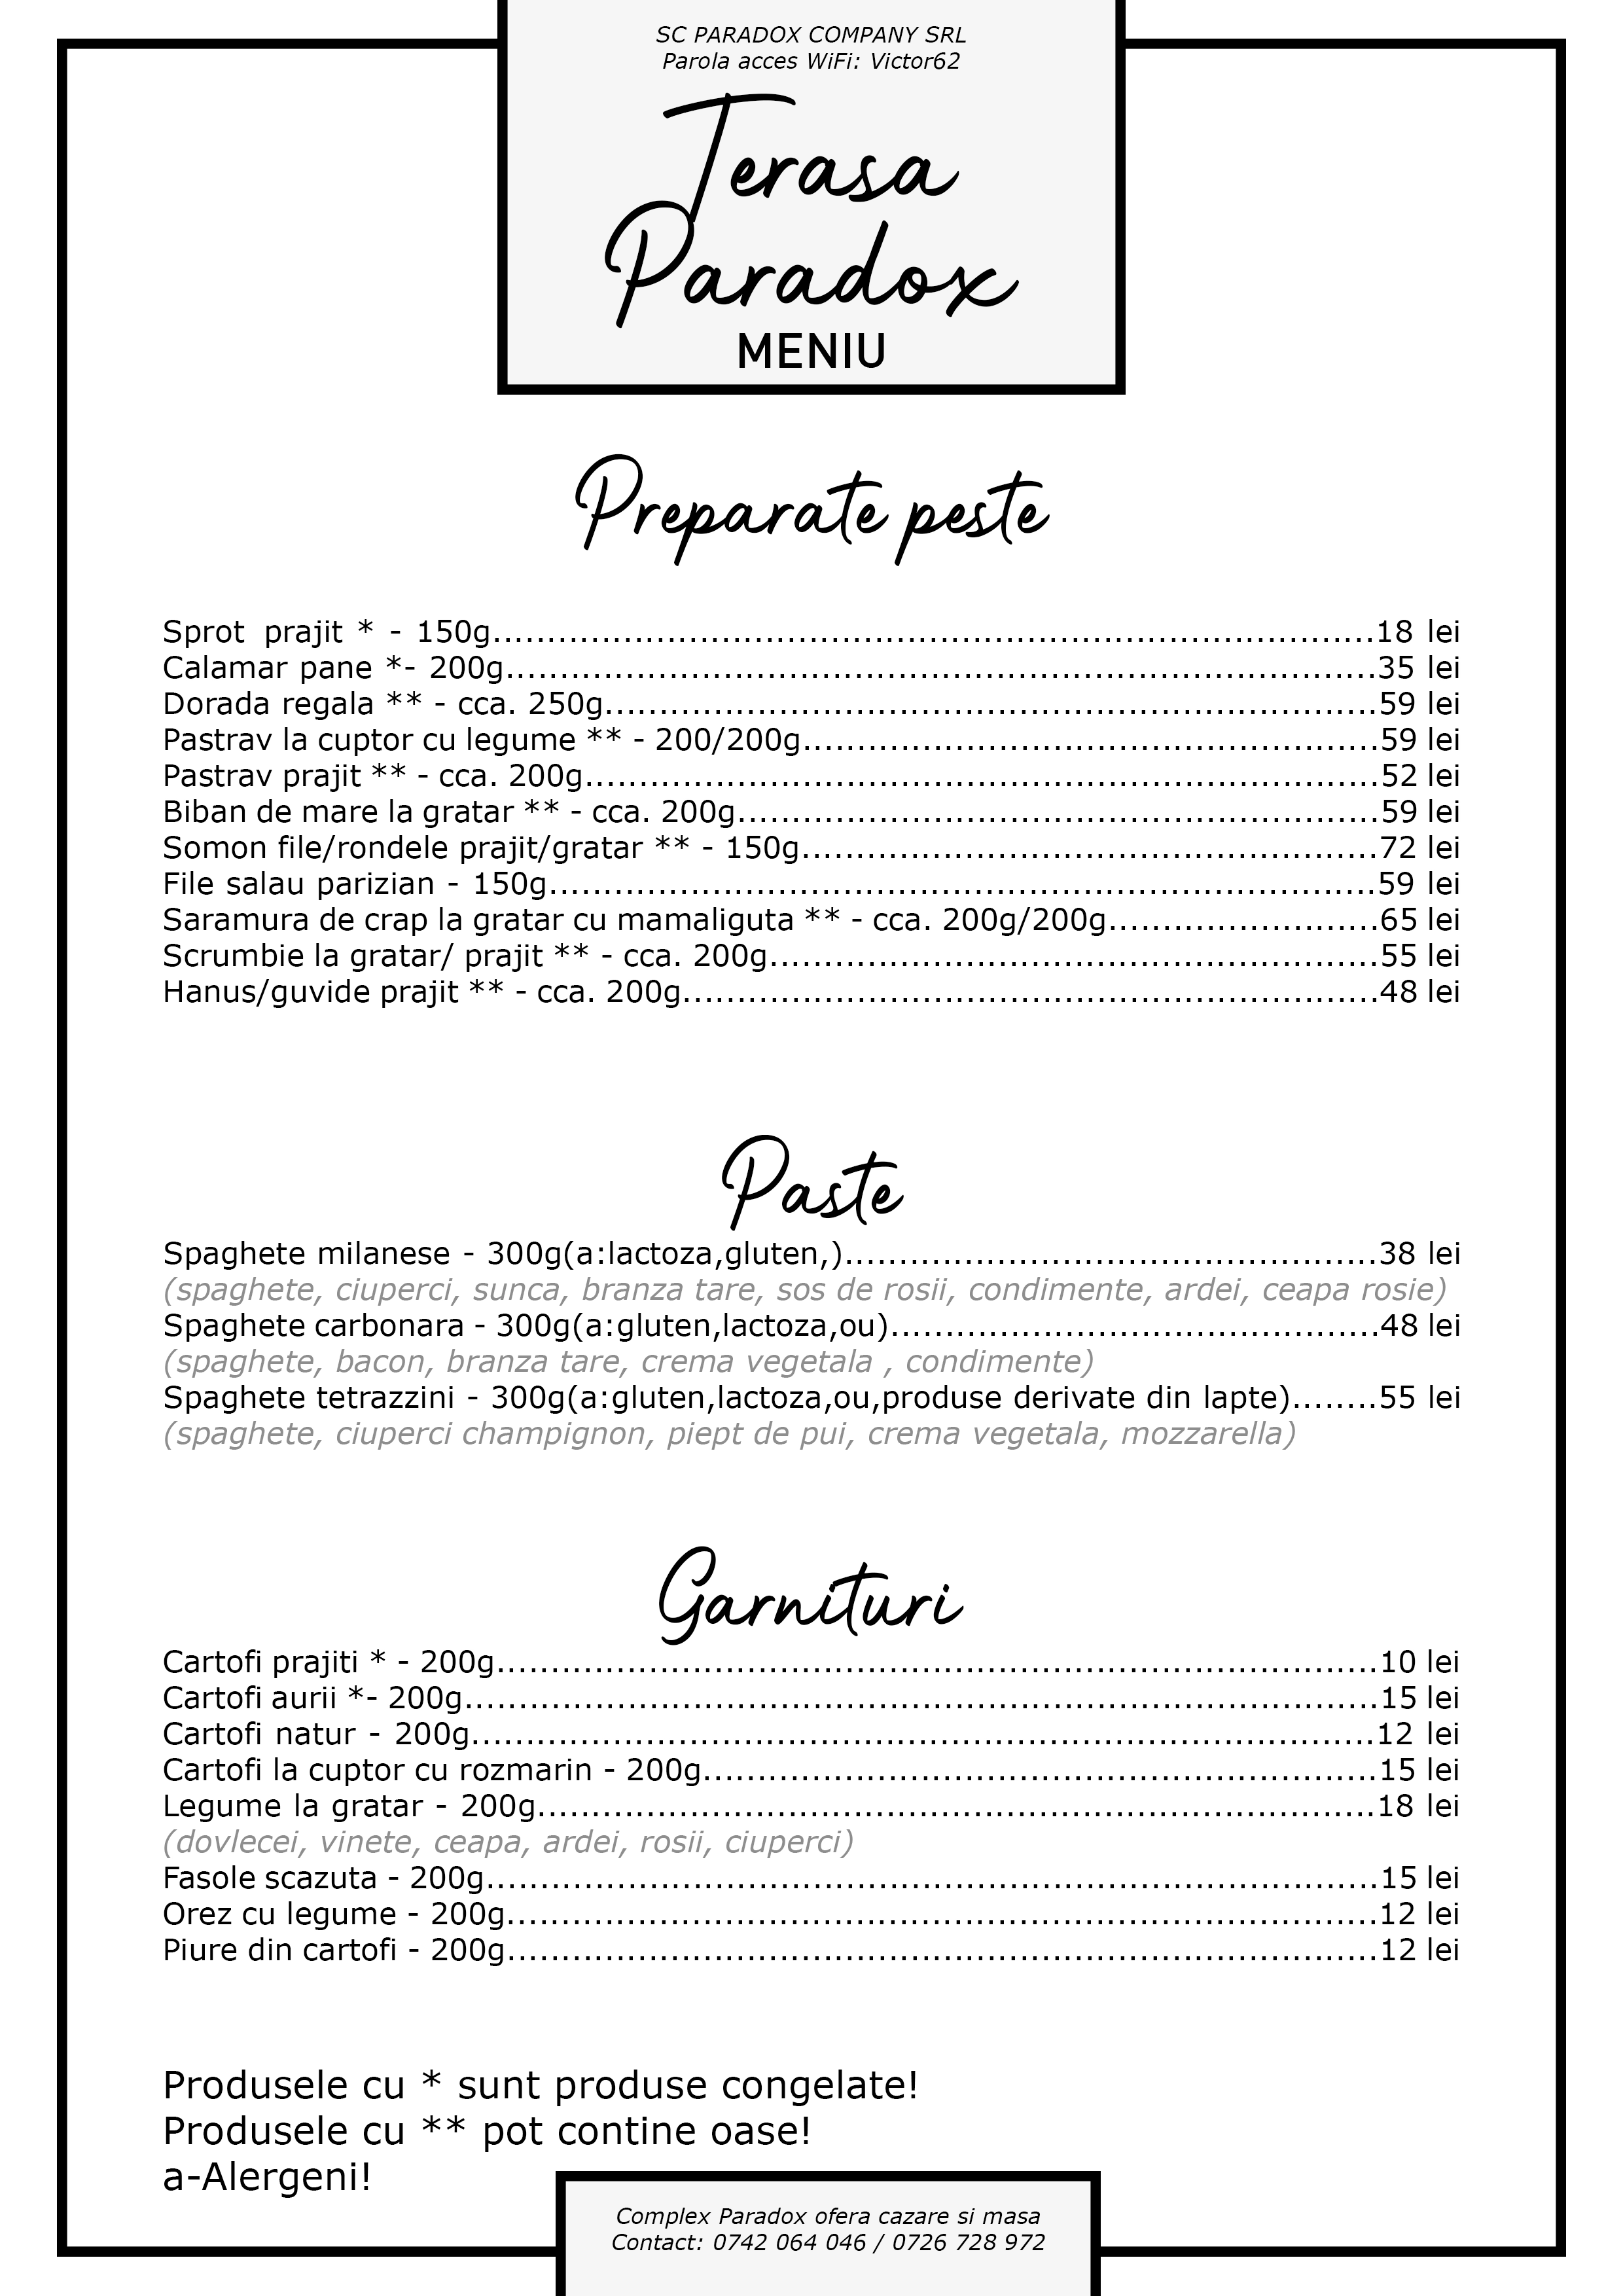 SC PARADOX COMPANY SRL
Parola acces WiFi: Victor62
Terasa
Paradox
MENIU
Preparate peste
Sprot prajit * - 150g.......................................................................................18 lei
Calamar pane *- 200g......................................................................................35 lei
Dorada regala ** - cca. 250g............................................................................59 lei
Pastrav la cuptor cu legume ** - 200/200g.........................................................59 lei
Pastrav prajit ** - cca. 200g..............................................................................52 lei
Biban de mare la gratar ** - cca. 200g...............................................................59 lei
Somon file/rondele prajit/gratar ** - 150g.........................................................72 lei
File salau parizian - 150g..................................................................................59 lei
Saramura de crap la gratar cu mamaliguta ** - cca. 200g/200g...........................65 lei
Scrumbie la gratar/ prajit ** - cca. 200g............................................................55 lei
Hanus/guvide prajit ** - cca. 200g.....................................................................48 lei
Paste
Spaghete milanese - 300g(a:lactoza,gluten,).....................................................38 lei
(spaghete, ciuperci, sunca, branza tare, sos de rosii, condimente, ardei, ceapa rosie)
Spaghete carbonara - 300g(a:gluten,lactoza,ou)................................................48 lei
(spaghete, bacon, branza tare, crema vegetala , condimente)
Spaghete tetrazzini - 300g(a:gluten,lactoza,ou,produse derivate din lapte)........55 lei
(spaghete, ciuperci champignon, piept de pui, crema vegetala, mozzarella)
Garnituri
Cartofi prajiti * - 200g.......................................................................................10 lei
Cartofi aurii *- 200g..........................................................................................15 lei
Cartofi natur - 200g.........................................................................................12 lei
Cartofi la cuptor cu rozmarin - 200g...................................................................15 lei
Legume la gratar - 200g...................................................................................18 lei
(dovlecei, vinete, ceapa, ardei, rosii, ciuperci)
Fasole scazuta - 200g........................................................................................15 lei
Orez cu legume - 200g......................................................................................12 lei
Piure din cartofi - 200g......................................................................................12 lei
Produsele cu * sunt produse congelate!
Produsele cu ** pot contine oase!
a-Alergeni!
Complex Paradox ofera cazare si masa
Contact: 0742 064 046 / 0726 728 972